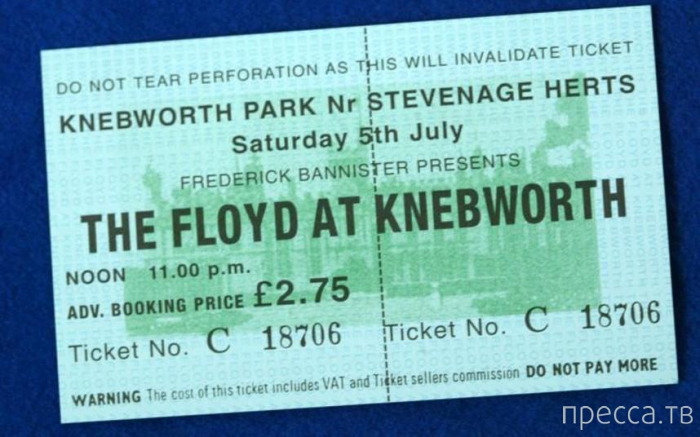 DO NOT TEAR PERFORATION AS THIS WILL INVALIDATE TICKET
KNEBWORTH PARK Nr STEVENAGE HERTS
Saturday 5th July
FREDERICK BANNISTER PRESENTS
THE FLOYD AT KNEBWORTH
NOON 11.00 p.m.
ADV. BOOKING PRICE £2.75
Ticket No. C 18706 Ticket No. C 18706
WARNING The cost of this ticket includes VAT and Ticket sellers commission DO NOT PAY MORE
пресса.тв